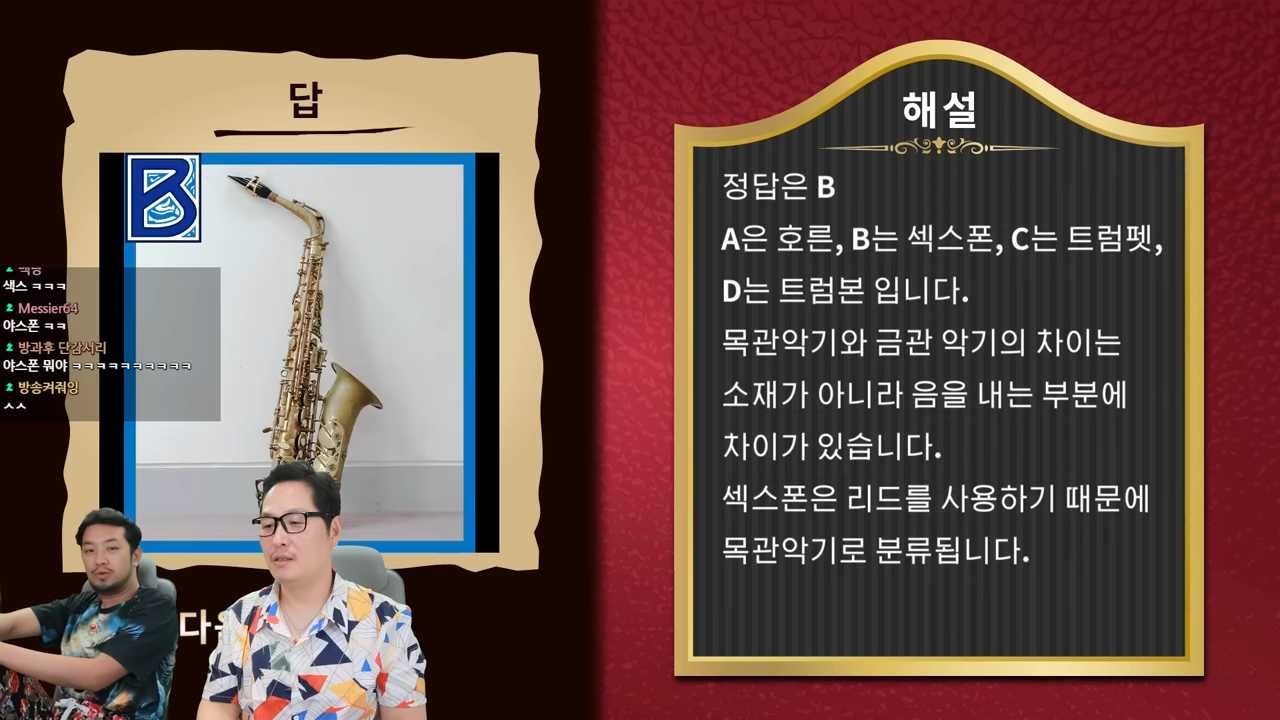 답
B
색스 ㅋㅋㅋ
Messier64
야스폰 ㅋㅋ
방과후 단감서리
야스폰 뭐야 ㅋㅋㅋㅋㅋㅋㅋㅋㅋㅋ
방송켜줘잉
ㅅㅅ
해설
정답은 B
A은 호른, B는 섹스폰, C는 트럼펫,
D는 트럼본 입니다.
목관악기와 금관 악기의 차이는
소재가 아니라 음을 내는 부분에
차이가 있습니다.
섹스폰은 리드를 사용하기 때문에
목관악기로 분류됩니다.